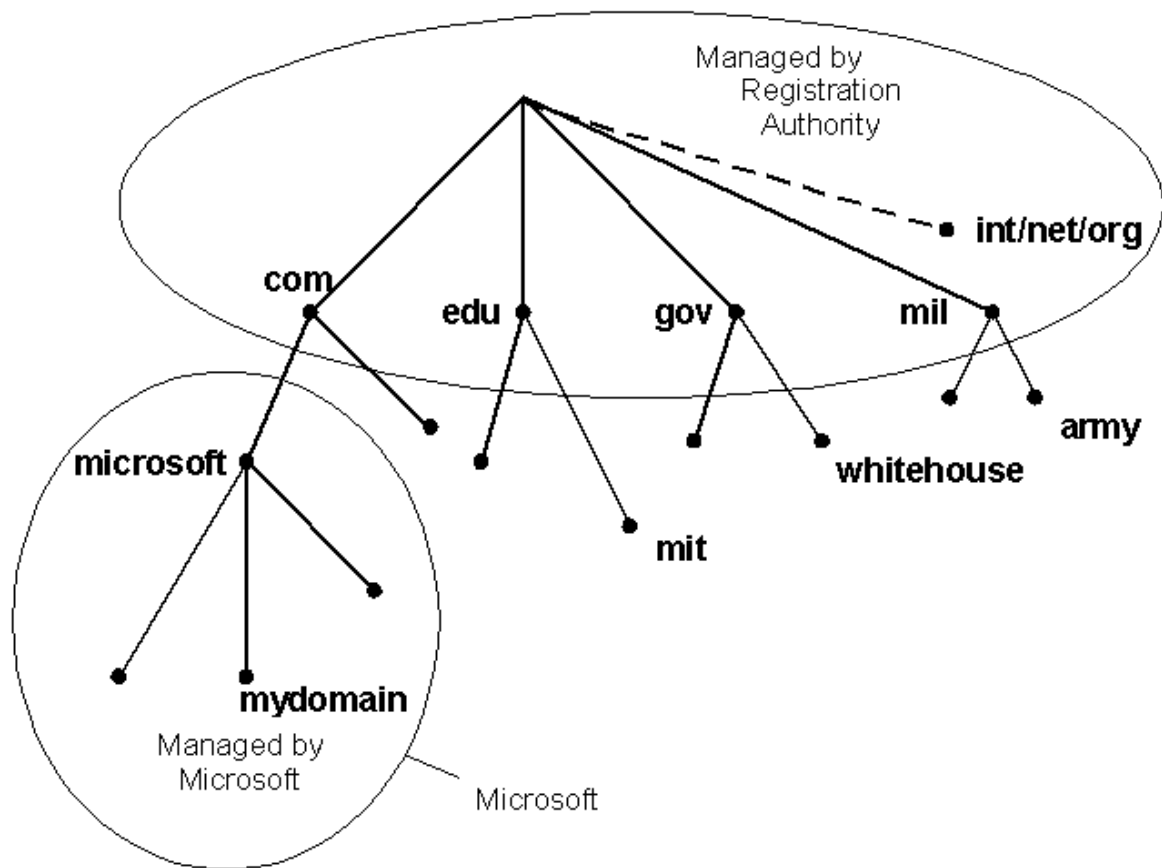 Managed by
Registration
Authority
int/net/org
com
edu
gov
mil
army
microsoft
whitehouse
mit
mydomain
Managed by
Microsoft
Microsoft